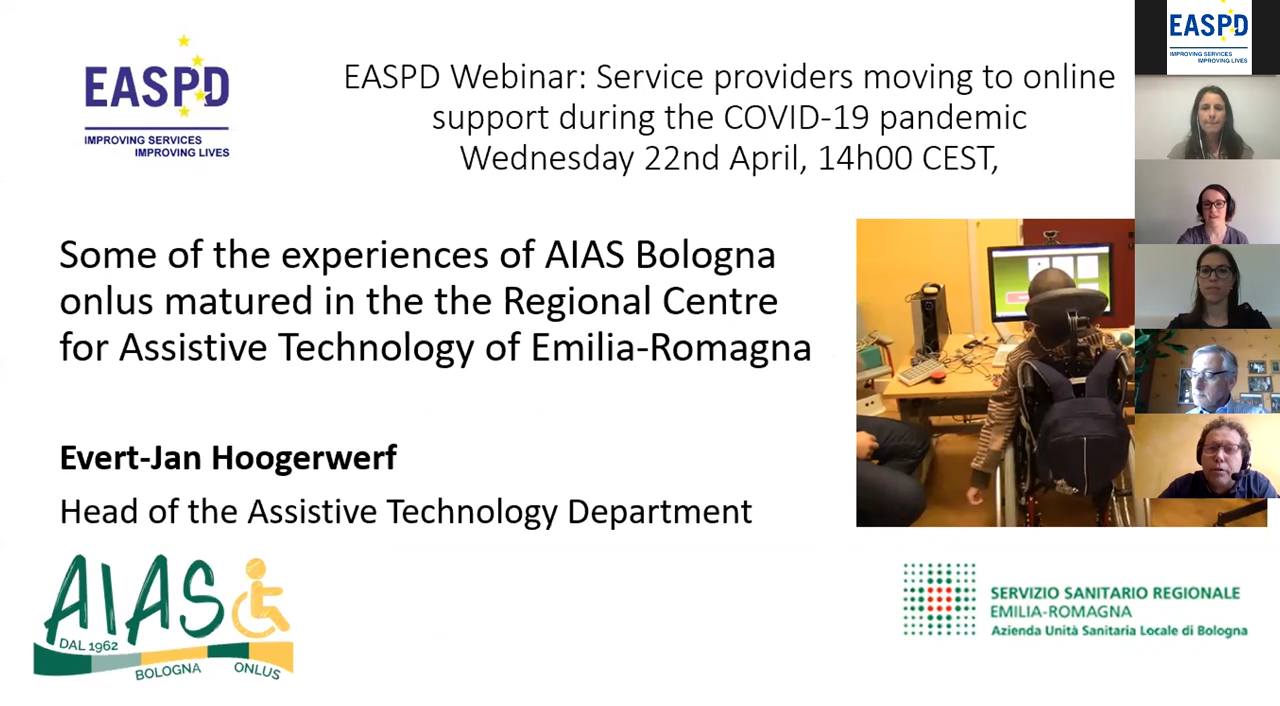 EASPD
IMPROVING SERVICES
IMPROVING LIVES
EASPD Webinar: Service providers moving to online
support during the COVID-19 pandemic
Wednesday 22nd April, 14h00 CEST,
EASPD
IMPROVING SERVICES
IMPROVING LIVES
Some of the experiences of AIAS Bologna
onlus matured in the the Regional Centre
for Assistive Technology of Emilia-Romagna
Evert-Jan Hoogerwerf
Head of the Assistive Technology Department
AIAS
DAL 1962
BOLOGNA
ONLUS
SERVIZIO SANITARIO REGIONALE
EMILIA-ROMAGNA
Azienda Unità Sanitaria Locale di Bologna